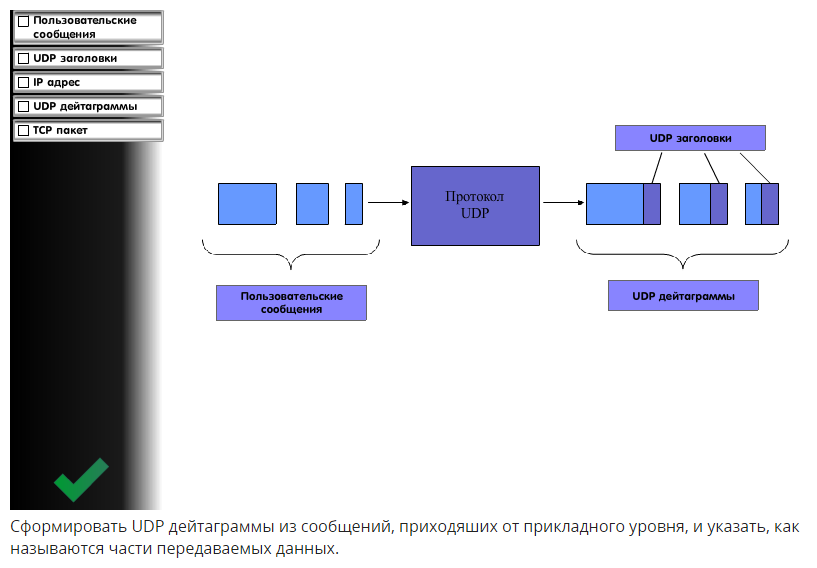 Пользовательские
сообщения
UDP заголовки
IP адрес
UDP дейтаграммы
TCP пакет
UDP заголовки
Протокол
UDP
Пользовательские
сообщения
UDP дейтаграммы
Сформировать UDP дейтаграммы из сообщений, приходяших от прикладного уровня, и указать, как
называются части передаваемых данных.